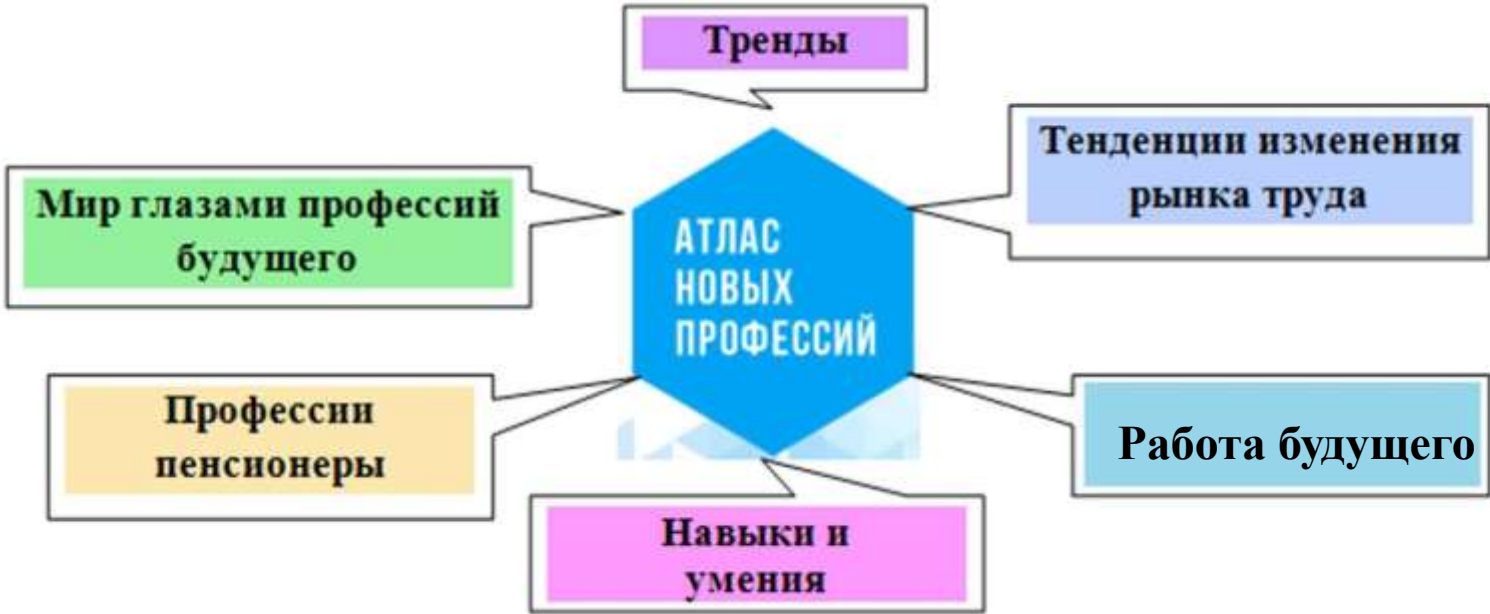 Тренды
Тенденции изменения
рынка труда
Мир глазами профессий
будущего
АТЛАС
НОВЫХ
ПРОФЕССИЙ
Профессии
пенсионеры
Работа будущего
Навыки и
умения